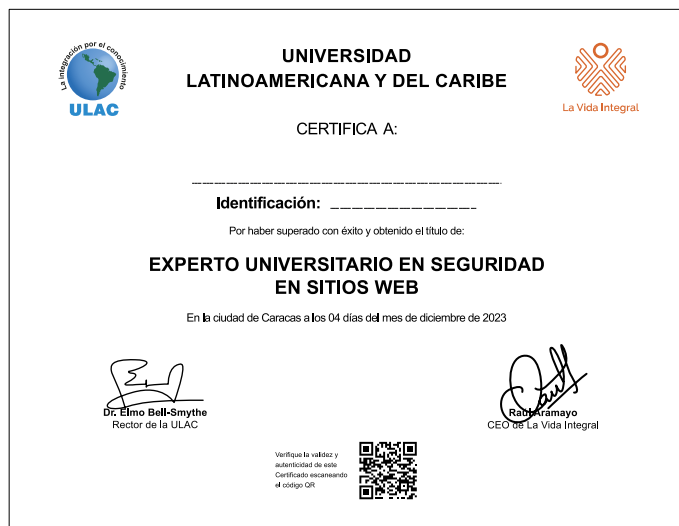 La integración por el conocimiento
ULAC
UNIVERSIDAD
LATINOAMERICANA Y DEL CARIBE
La Vida Integral
CERTIFICA A:
Identificación:
Por haber superado con éxito y obtenido el título de:
EXPERTO UNIVERSITARIO EN SEGURIDAD
EN SITIOS WEB
En la ciudad de Caracas a los 04 días del mes de diciembre de 2023
Dr. Elmo Bell-Smythe
Rector de la ULAC
Raúl Aramayo
CEO de La Vida Integral
Verifique la validez y
autenticidad de este
Certificado escaneando
el código QR